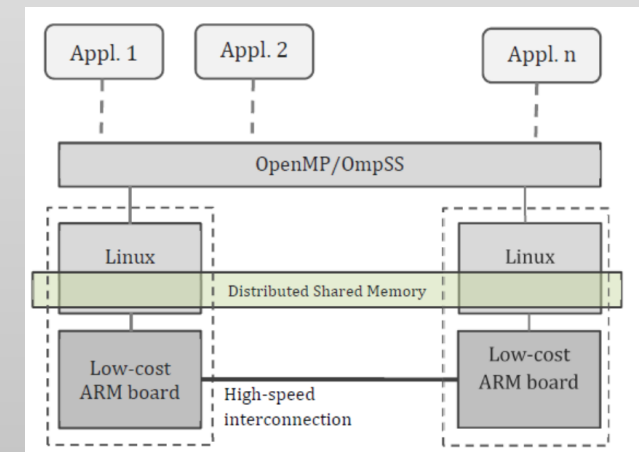 Appl. 1
Appl. 2
Appl. n
OpenMP/OmpSS
Linux
Linux
Distributed Shared Memory
Low-cost
ARM board
High-speed
interconnection
Low-cost
ARM board